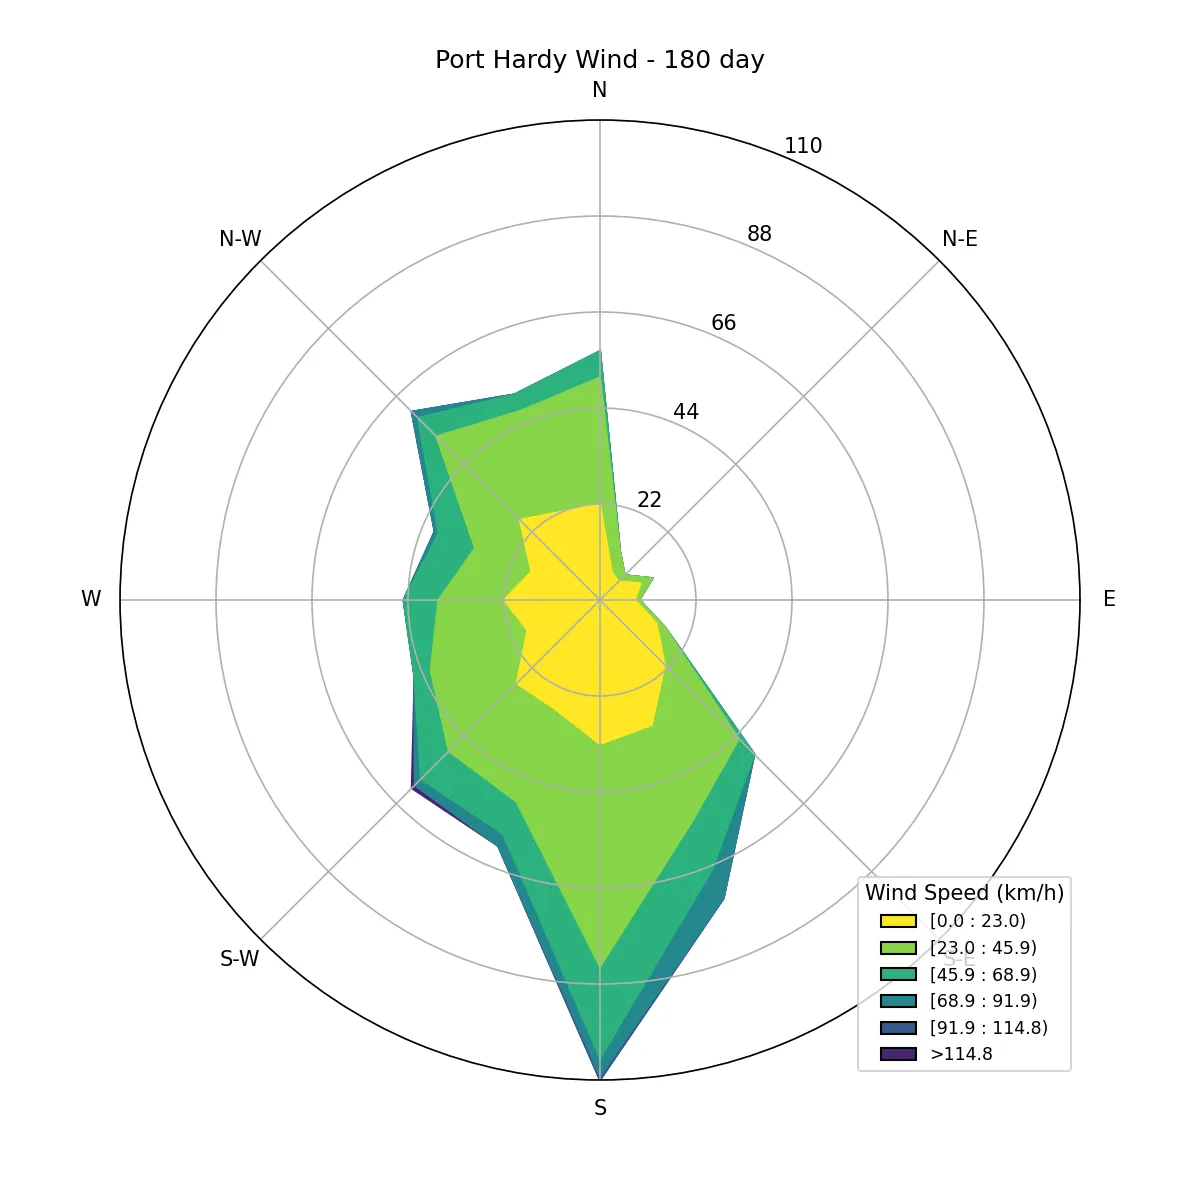 Port Hardy Wind - 180 day
N
110
88
N-W
N-E
66
44
22
W
E
Wind Speed (km/h)
[0.0 : 23.0)
[23.0 : 45.9)
S-W
S-E
[45.9 : 68.9)
[68.9 : 91.9)
[91.9 : 114.8)
>114.8
S